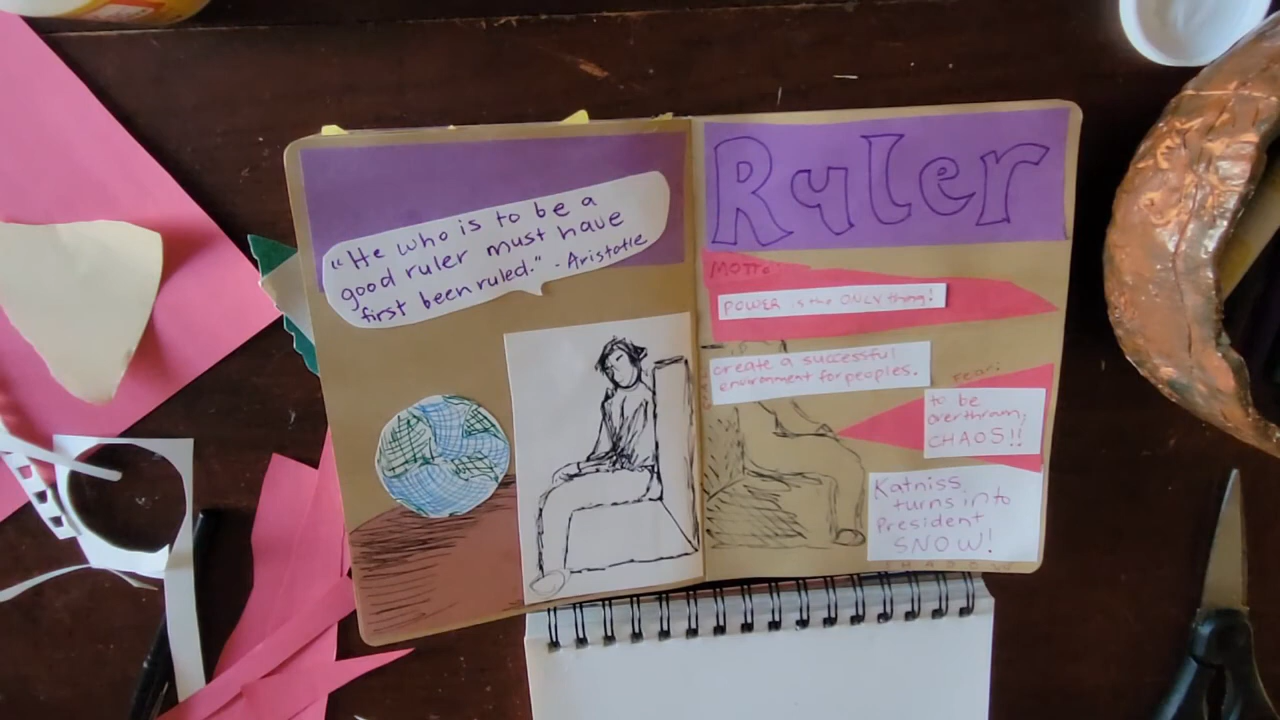 "He who is to be a
good ruler must have
first been ruled." - Aristotle
Ruler
MOTTO:
POWER is the ONLY thing!
create a successful
environment for peoples.
Fear:
to be
overthrown;
CHAOS!!
Katniss
turns into
President
SNOW!
SHADOW